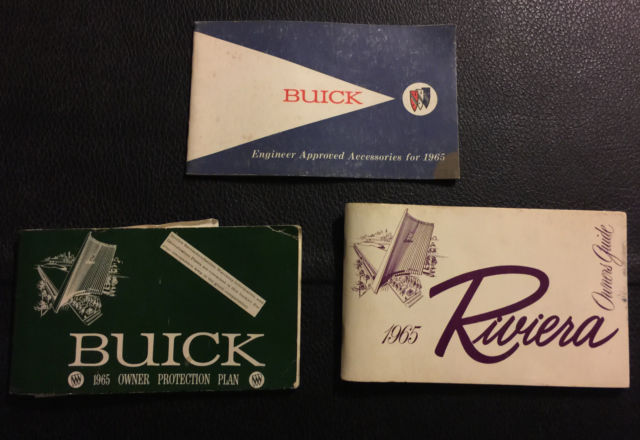 BUICK
Engineer Approved Accessories for 1965
BUICK
1965 OWNER PROTECTION PLAN
1965
Riviera
Owners Guide